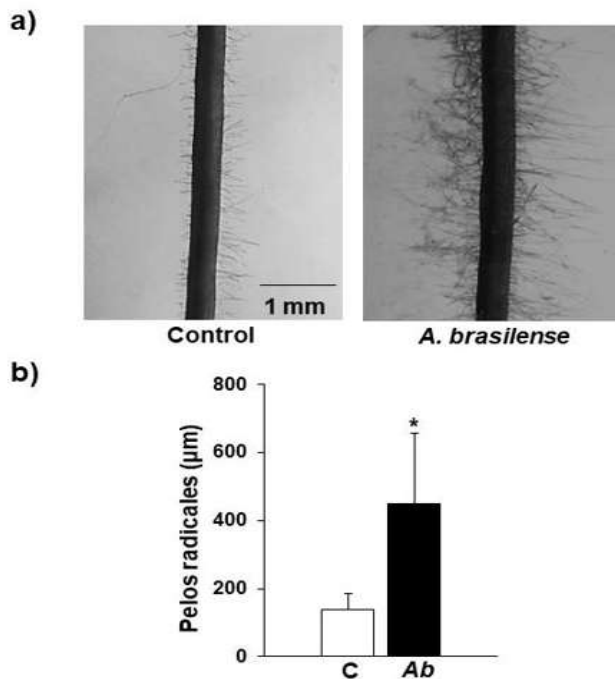 a)
1 mm
Control
A. brasilense
b)
Pelos radicales (µm)
800
600
400
200
0
*
C
Ab